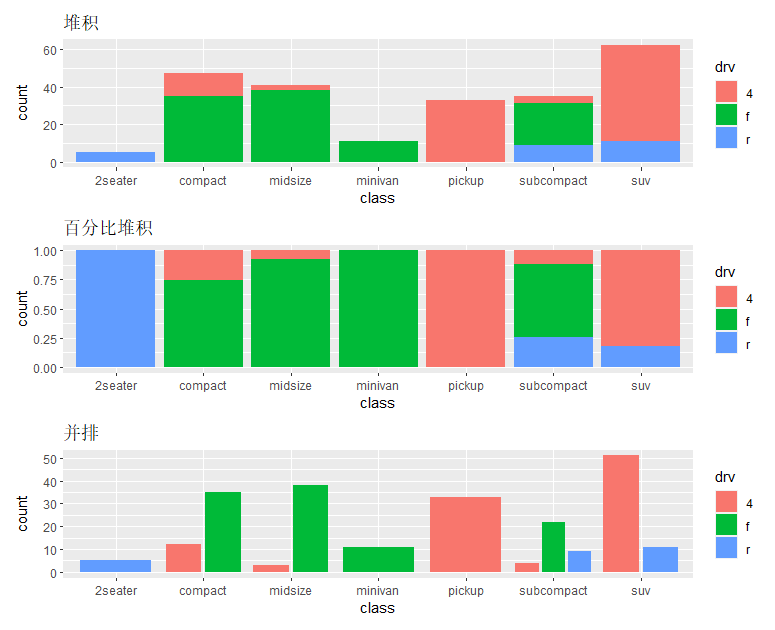 堆积
count
60
40
20
0
2seater compact midsize minivan pickup subcompact suv
class
drv
4
f
r
百分比堆积
count
1.00
0.75
0.50
0.25
0.00
2seater compact midsize minivan pickup subcompact suv
class
drv
4
f
r
并排
count
50
40
30
20
10
0
2seater compact midsize minivan pickup subcompact suv
class
drv
4
f
r